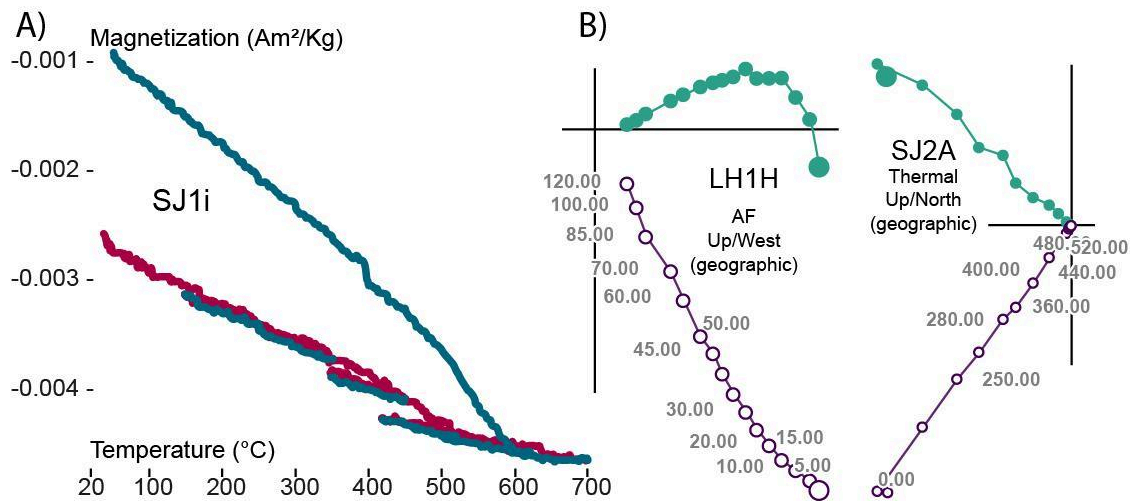 A)
Magnetization (Am²/Kg)
-0.001 -
-0.002 -
-0.003 -
-0.004 -
SJ1i
Temperature (°C)
20 100 200 300 400 500 600 700
B)
LH1H
AF
Up/West
(geographic)
120.00
100.00
85.00
70.00
60.00
50.00
45.00
30.00
20.00
15.00
10.00
5.00
SJ2A
Thermal
Up/North
(geographic)
480.00
520.00
440.00
400.00
360.00
280.00
250.00
0.00